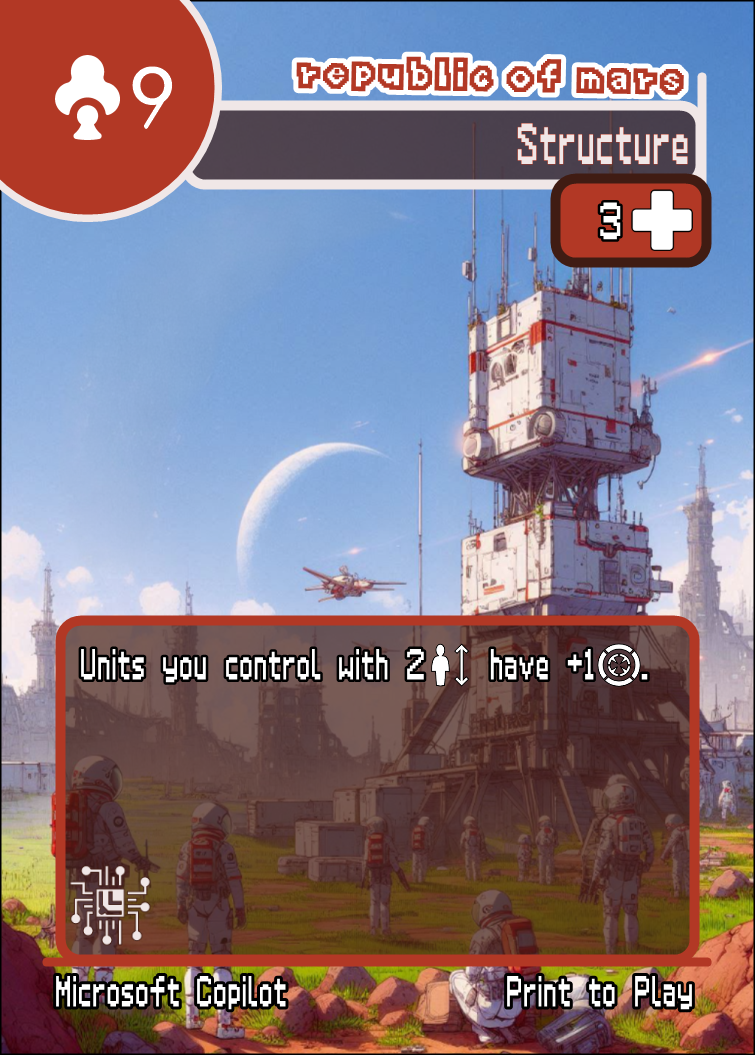 9
republic of mars
Structure
3
Units you control with 2 have +1.
Microsoft Copilot
Print to Play